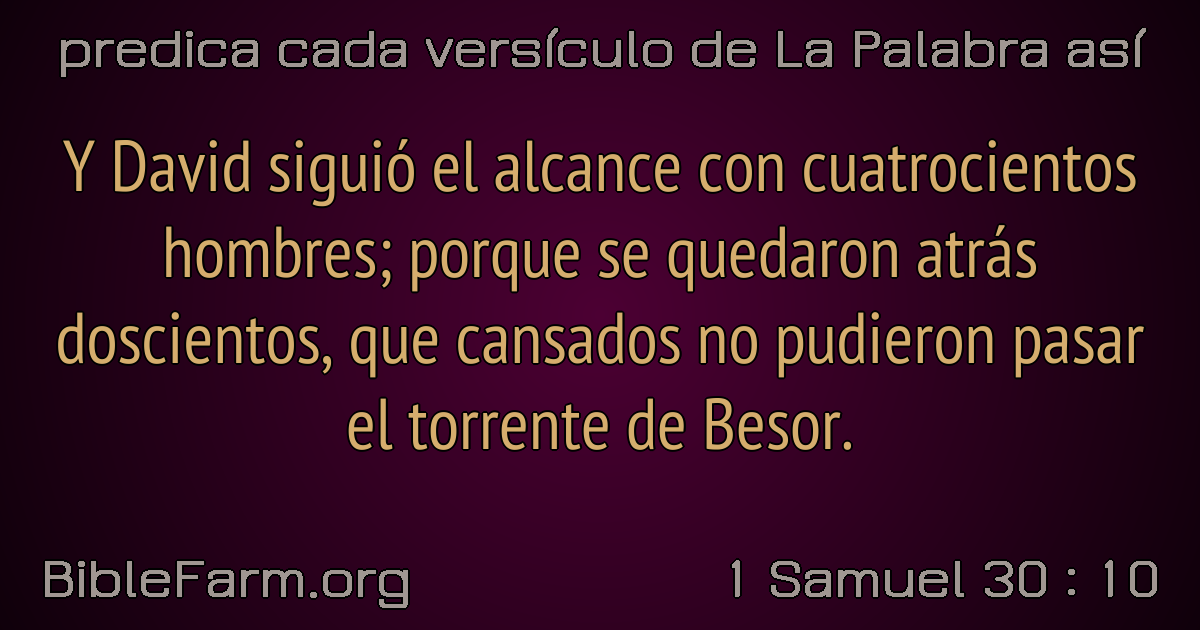 predica cada versículo de La Palabra así
Y David siguió el alcance con cuatrocientos
hombres; porque se quedaron atrás
doscientos, que cansados no pudieron pasar
el torrente de Besor.
BibleFarm.org
1 Samuel 30 : 10